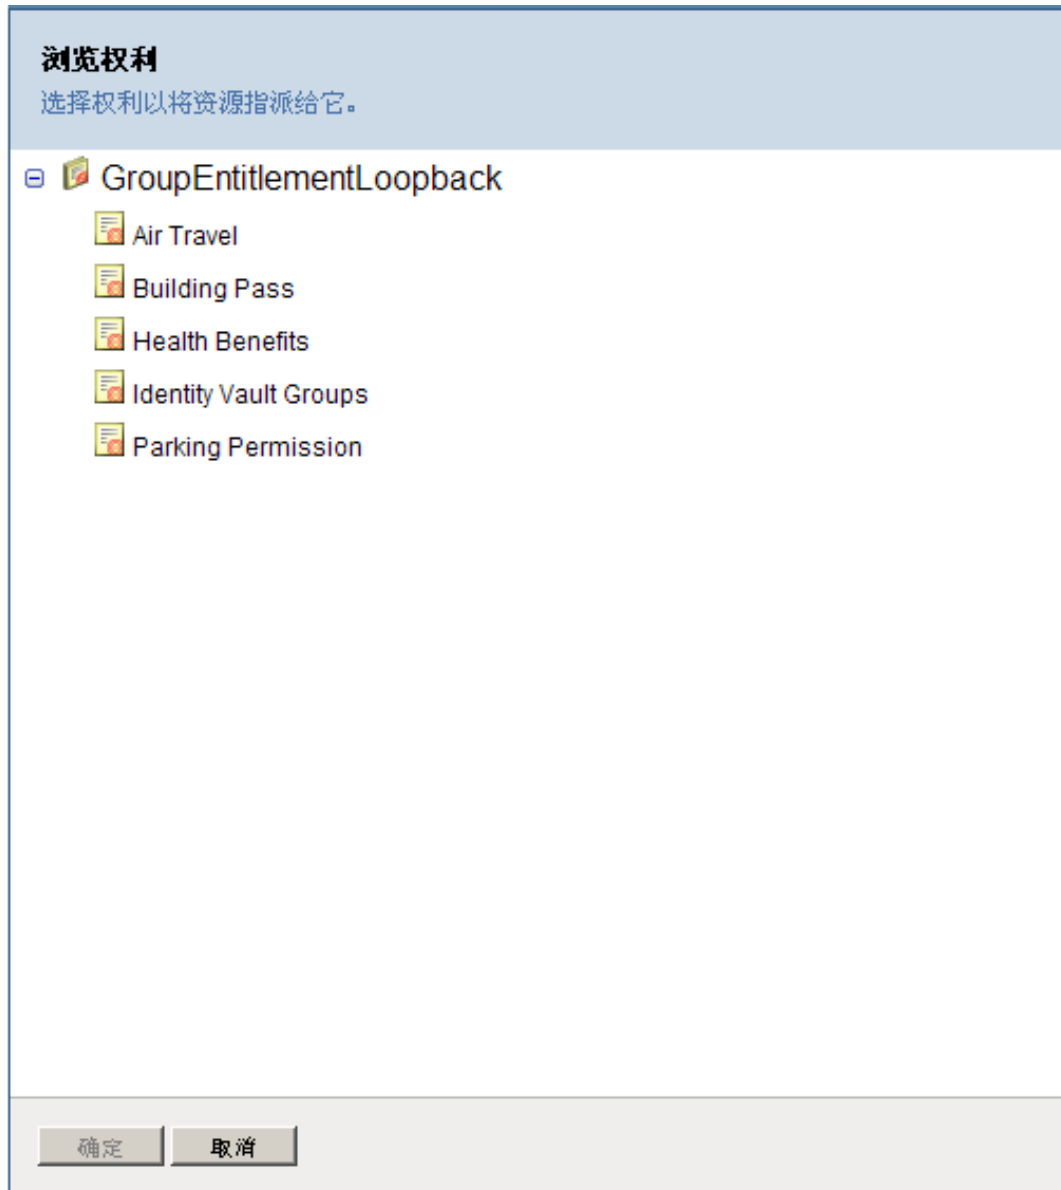 浏览权利
选择权利以将资源指派给它。
GroupEntitlementLoopback
Air Travel
Building Pass
Health Benefits
Identity Vault Groups
Parking Permission
确定 取消